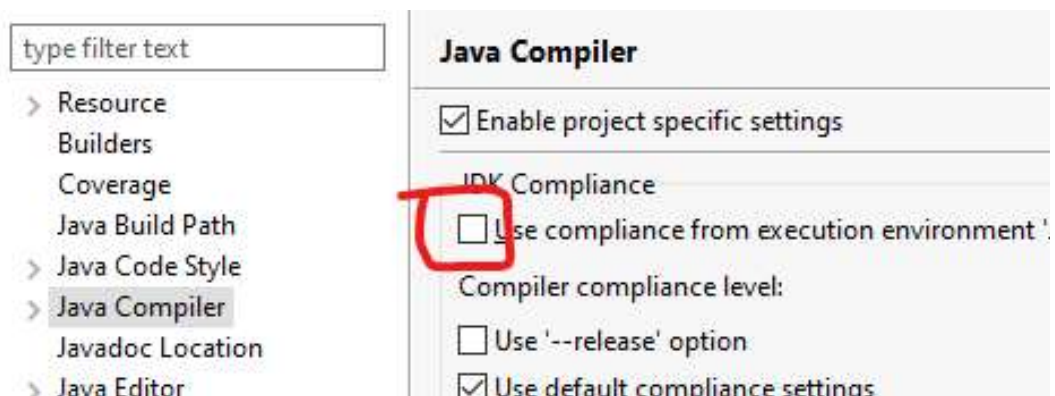 type filter text
Resource
Builders
Coverage
Java Build Path
Java Code Style
Java Compiler
Javadoc Location
Java Editor
Java Compiler
Enable project specific settings
JDK Compliance
Use compliance from execution environment '
Compiler compliance level:
Use '--release' option
Use default compliance settings